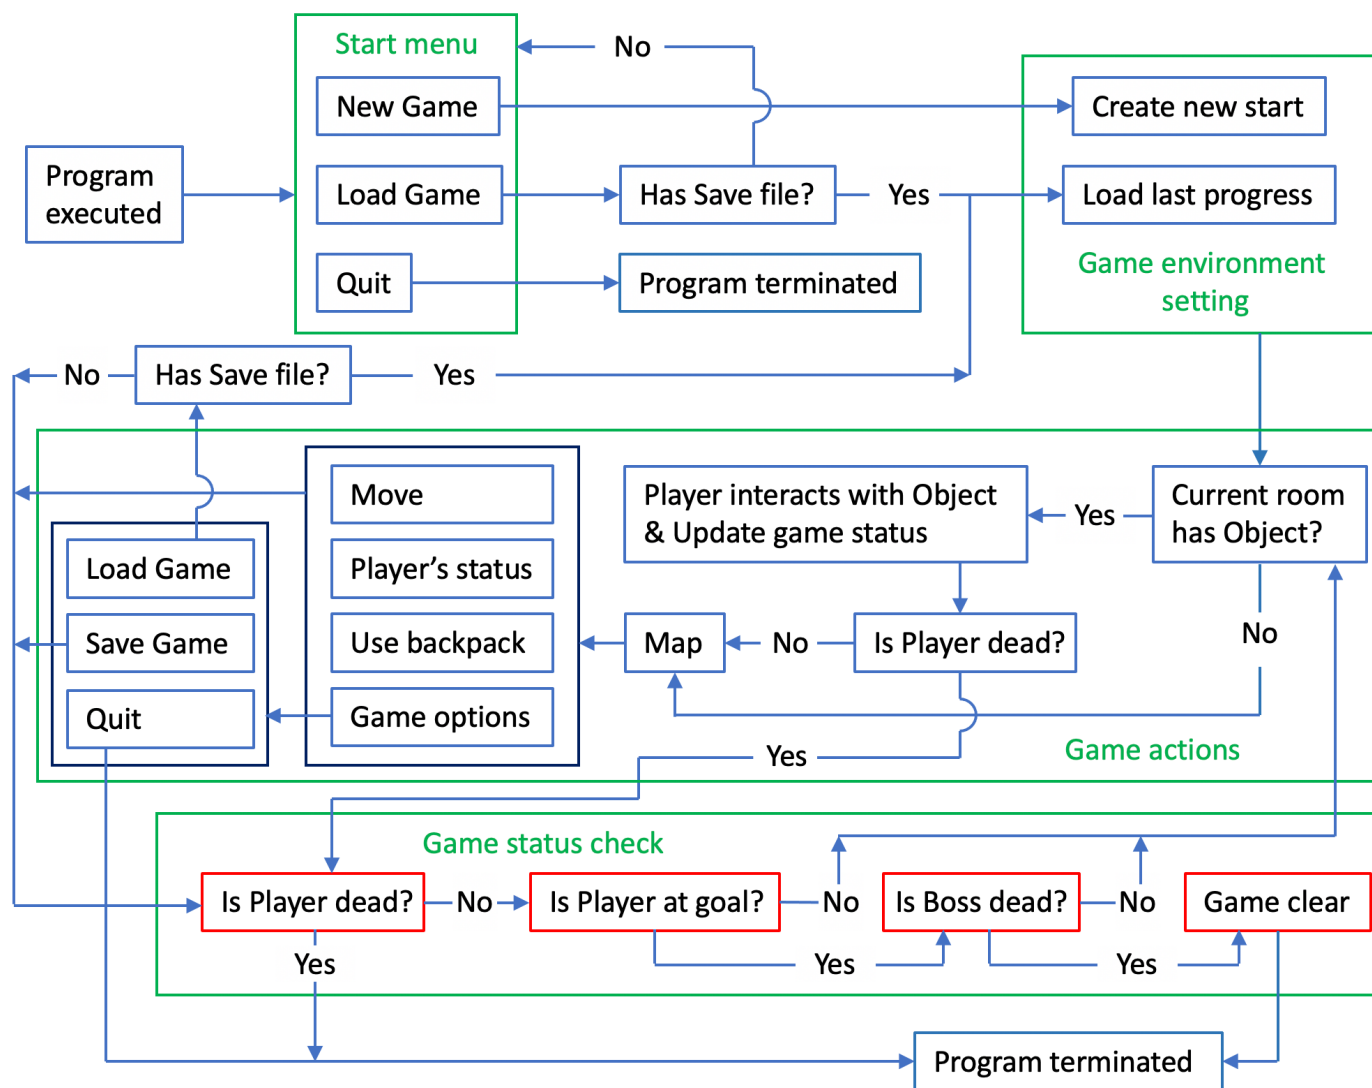 Start menu
No
New Game
Create new start
Program
executed
Load Game
Has Save file?
Yes
Load last progress
Quit
Program terminated
Game environment
setting
No
Has Save file?
Yes
Move
Player interacts with Object
& Update game status
Yes
Current room
has Object?
Load Game
Player's status
Save Game
Use backpack
Map
No
Is Player dead?
No
Quit
Game options
Yes
Game actions
Game status check
Is Player dead?
No
Is Player at goal?
No
Is Boss dead?
No
Game clear
Yes
Yes
Yes
Program terminated